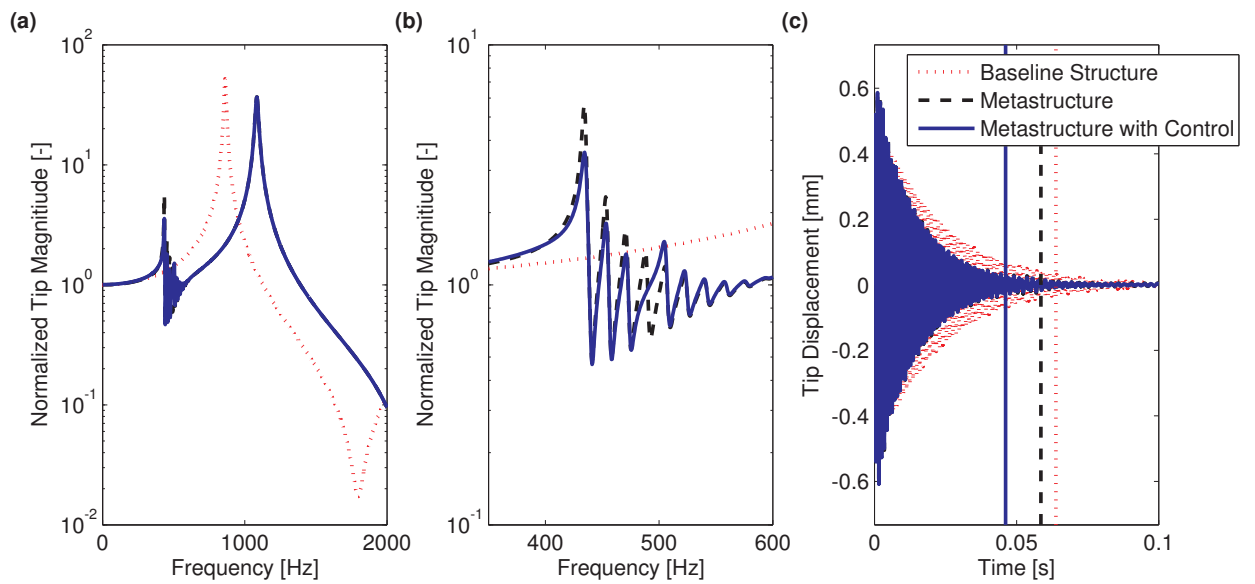 (a)
Normalized Tip Magnitiude [-]
10^2
10^1
10^0
10^-1
10^-2
0
1000
2000
Frequency [Hz]
(b)
Normalized Tip Magnitiude [-]
10^1
10^0
10^-1
400
500
600
Frequency [Hz]
(c)
Tip Displacement [mm]
0.6
0.4
0.2
0
-0.2
-0.4
-0.6
0
0.05
0.1
Time [s]
Baseline Structure
Metastructure
Metastructure with Control